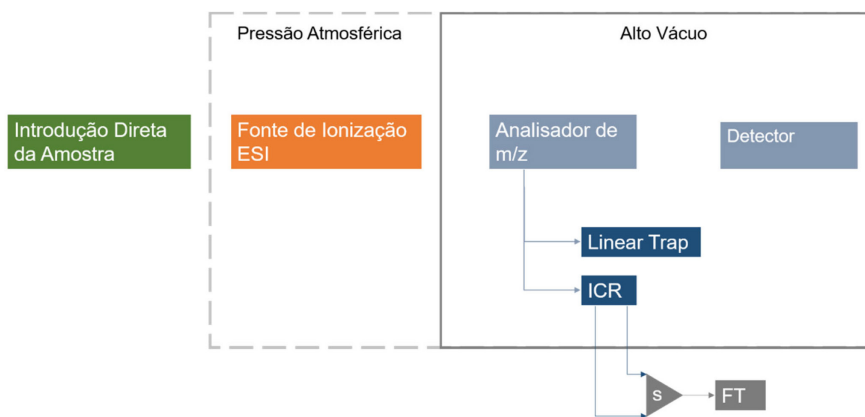 Pressão Atmosférica
Alto Vácuo
Introdução Direta
da Amostra
Fonte de Ionização
ESI
Analisador de
m/z
Detector
Linear Trap
ICR
s
FT